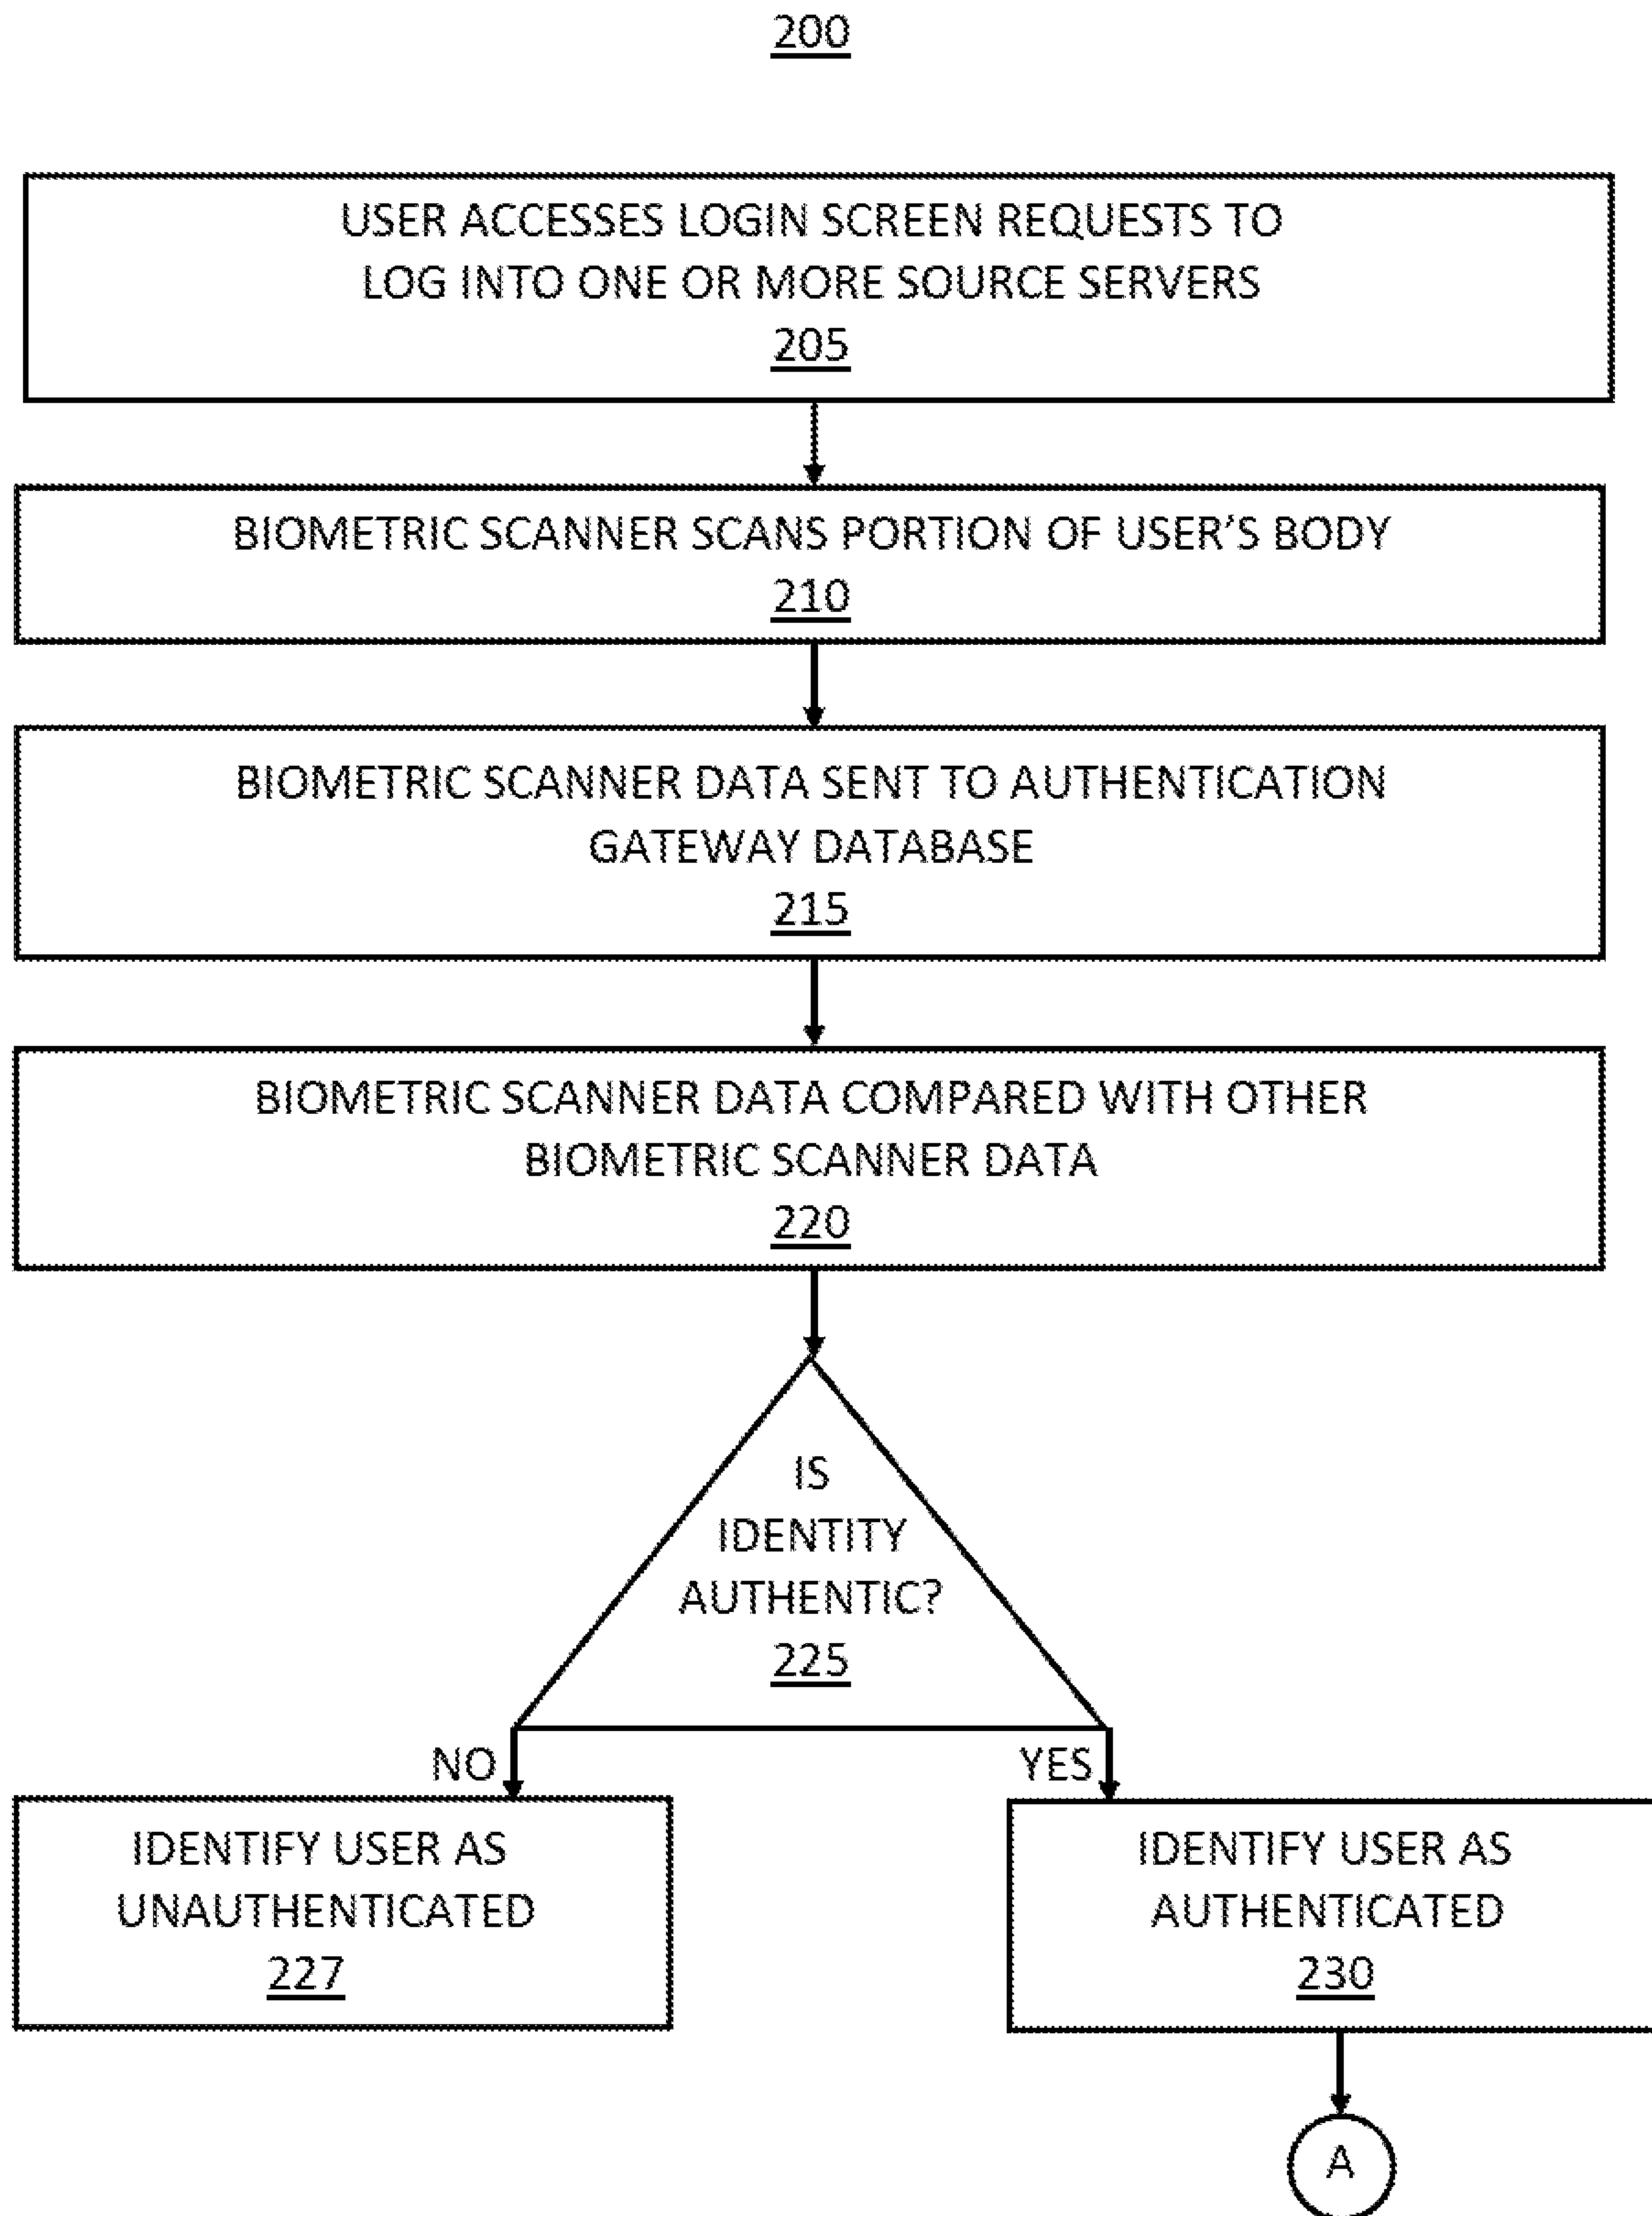 200
USER ACCESSES LOGIN SCREEN REQUESTS TO
LOG INTO ONE OR MORE SOURCE SERVERS
205
BIOMETRIC SCANNER SCANS PORTION OF USER'S BODY
210
BIOMETRIC SCANNER DATA SENT TO AUTHENTICATION
GATEWAY DATABASE
215
BIOMETRIC SCANNER DATA COMPARED WITH OTHER
BIOMETRIC SCANNER DATA
220
IS
IDENTITY
AUTHENTIC?
225
NO
YES
IDENTIFY USER AS
UNAUTHENTICATED
227
IDENTIFY USER AS
AUTHENTICATED
230
A